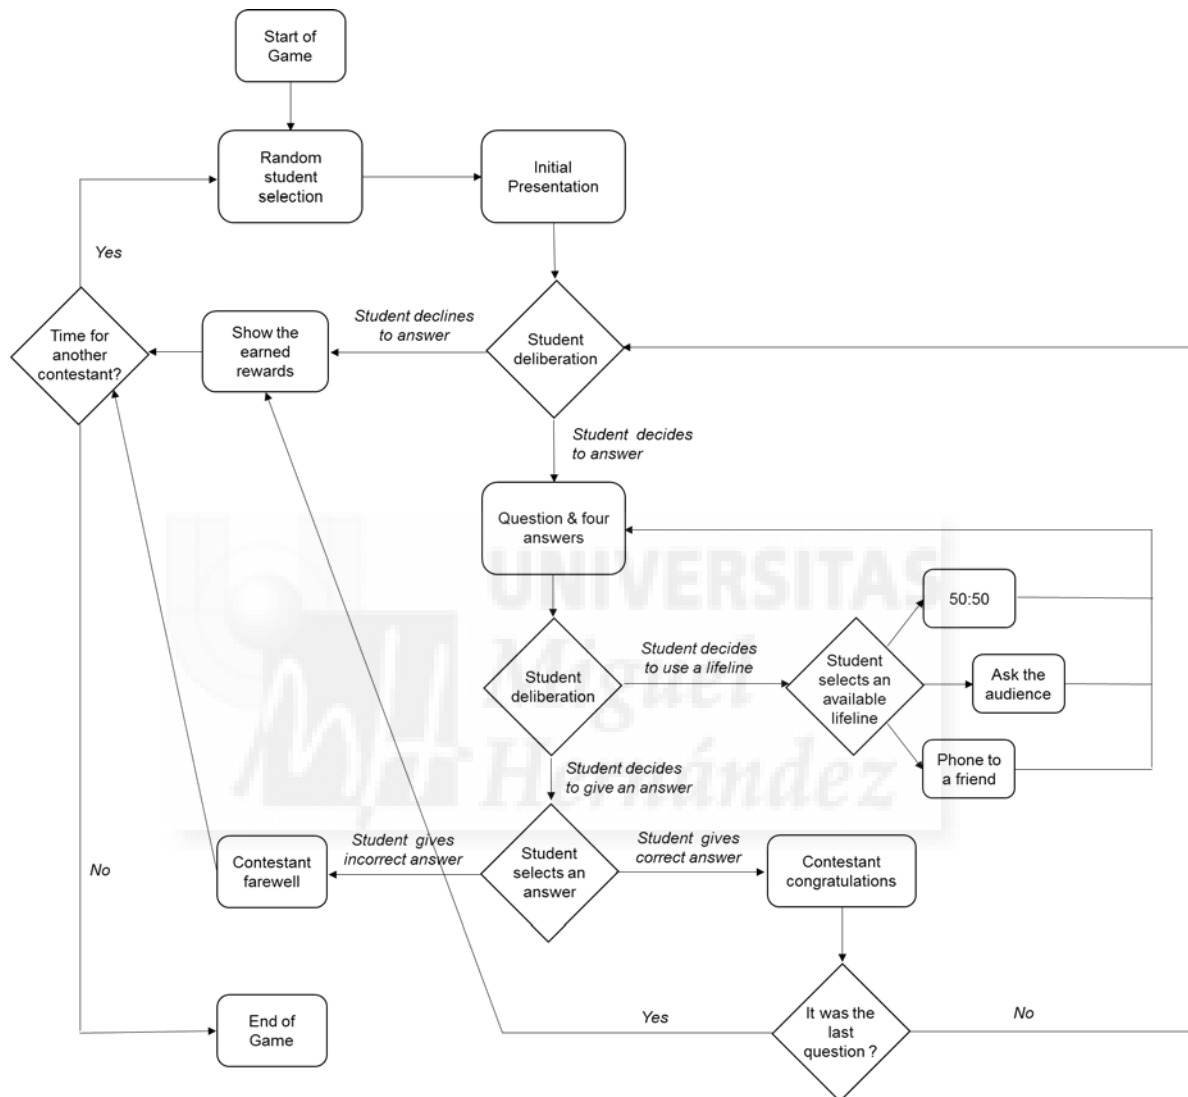 Start of
Game
Random
student
selection
Initial
Presentation
Yes
Student declines
to answer
Time for
another
contestant?
Show the
earned
rewards
Student
deliberation
Student decides
to answer
Question & four
answers
UNIVERSITAS
Miguel
Hernández
50:50
Student decides
to use a lifeline
Student
deliberation
Student
selects an
available
lifeline
Ask the
audience
Phone to
a friend
Student decides
to give an answer
Student gives
incorrect answer
Student gives
correct answer
No
Contestant
farewell
Student
selects an
answer
Contestant
congratulations
End of
Game
Yes
It was the
last
question ?
No